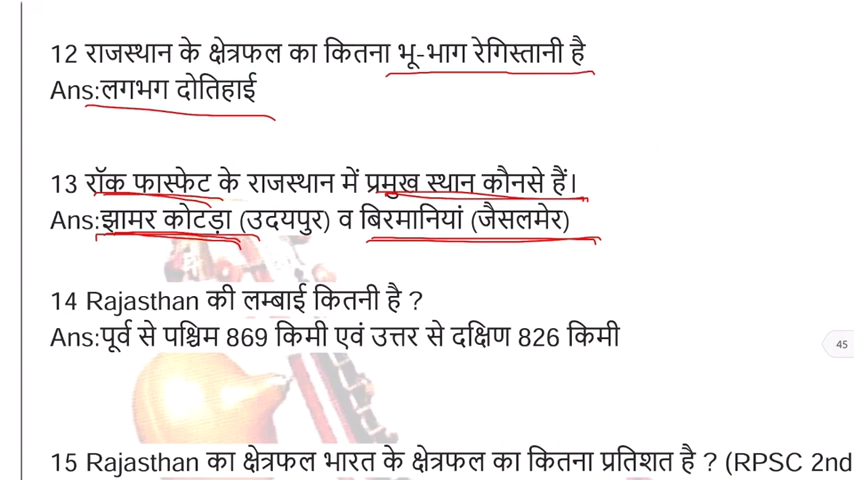 12 राजस्थान के क्षेत्रफल का कितना भू-भाग रेगिस्तानी है
Ans:लगभग दोतिहाई
13 रॉक फास्फेट के राजस्थान में प्रमुख स्थान कौनसे हैं।
Ans:झामर कोटड़ा (उदयपुर) व बिरमानियां (जैसलमेर)
14 Rajasthan की लम्बाई कितनी है ?
Ans:पूर्व से पश्चिम 869 किमी एवं उत्तर से दक्षिण 826 किमी
45
15 Rajasthan का क्षेत्रफल भारत के क्षेत्रफल का कितना प्रतिशत है ? (RPSC 2nd